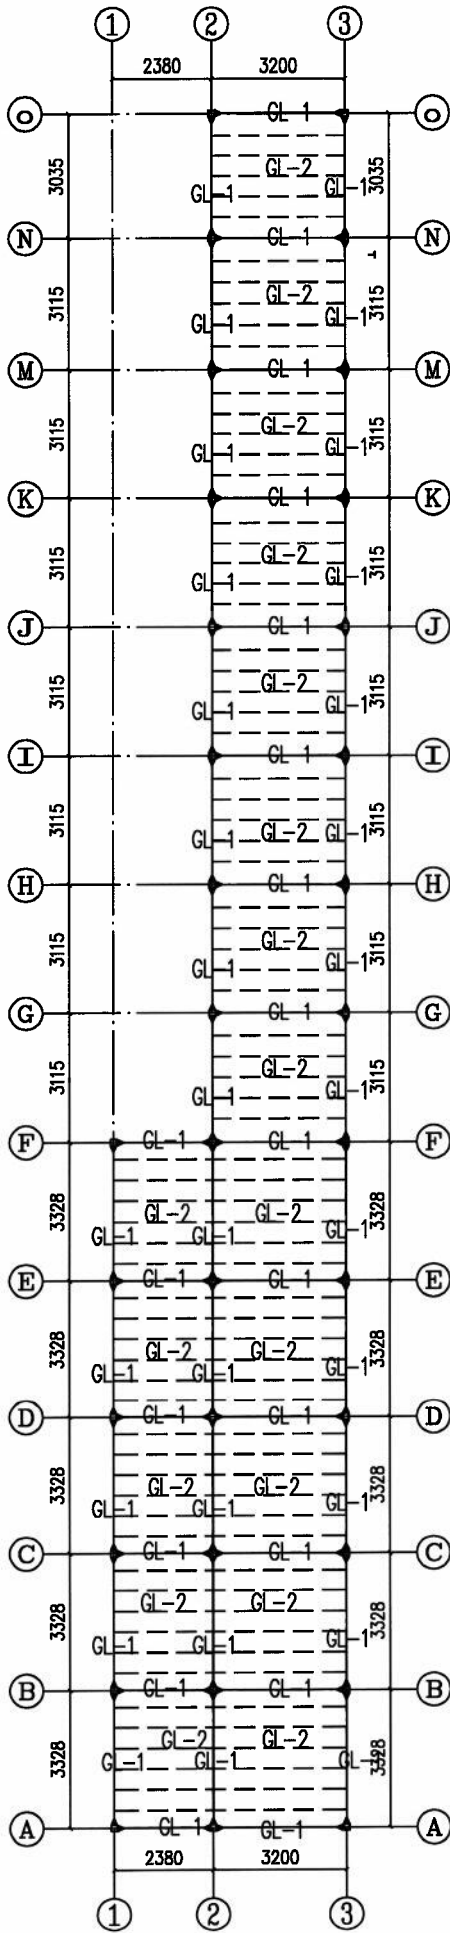 1 2 3
2380 3200
O GL-1 O
3035 GL-2 3035
GL-1 GL-1
N GL-1 N
3115 GL-2 3115
GL-1 GL-1
M GL-1 M
3115 GL-2 3115
GL-1 GL-1
K GL-1 K
3115 GL-2 3115
GL-1 GL-1
J GL-1 J
3115 GL-2 3115
GL-1 GL-1
I GL-1 I
3115 GL-1 GL-2 GL-1 3115
H GL-1 H
3115 GL-2 3115
GL-1 GL-1
G GL-1 G
3115 GL-2 3115
GL-1 GL-1
F GL-1 GL-1 F
3328 GL-2 GL-2 3328
GL-1 GL-1 GL-1
E GL-1 GL-1 E
3328 GL-2 GL-2 3328
GL-1 GL-1 GL-1
D GL-1 GL-1 D
3328 GL-2 GL-2 3328
GL-1 GL-1 GL-1
C GL-1 GL-1 C
3328 GL-2 GL-2 3328
GL-1 GL-1 GL-1
B GL-1 GL-1 B
3328 GL-2 GL-2 3328
GL-1 GL-1 GL-1
A GL-1 GL-1 A
2380 3200
1 2 3